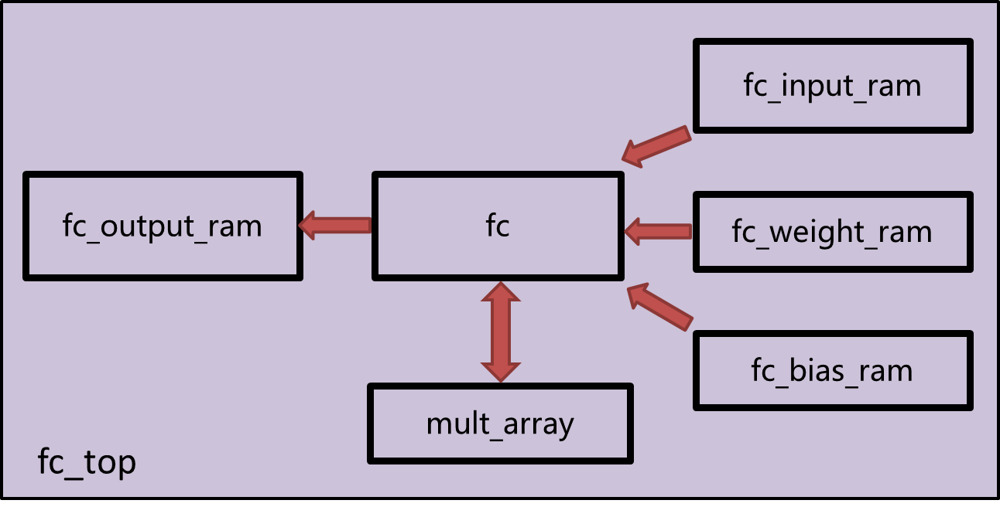 fc_input_ram
fc_output_ram
fc
fc_weight_ram
fc_bias_ram
mult_array
fc_top